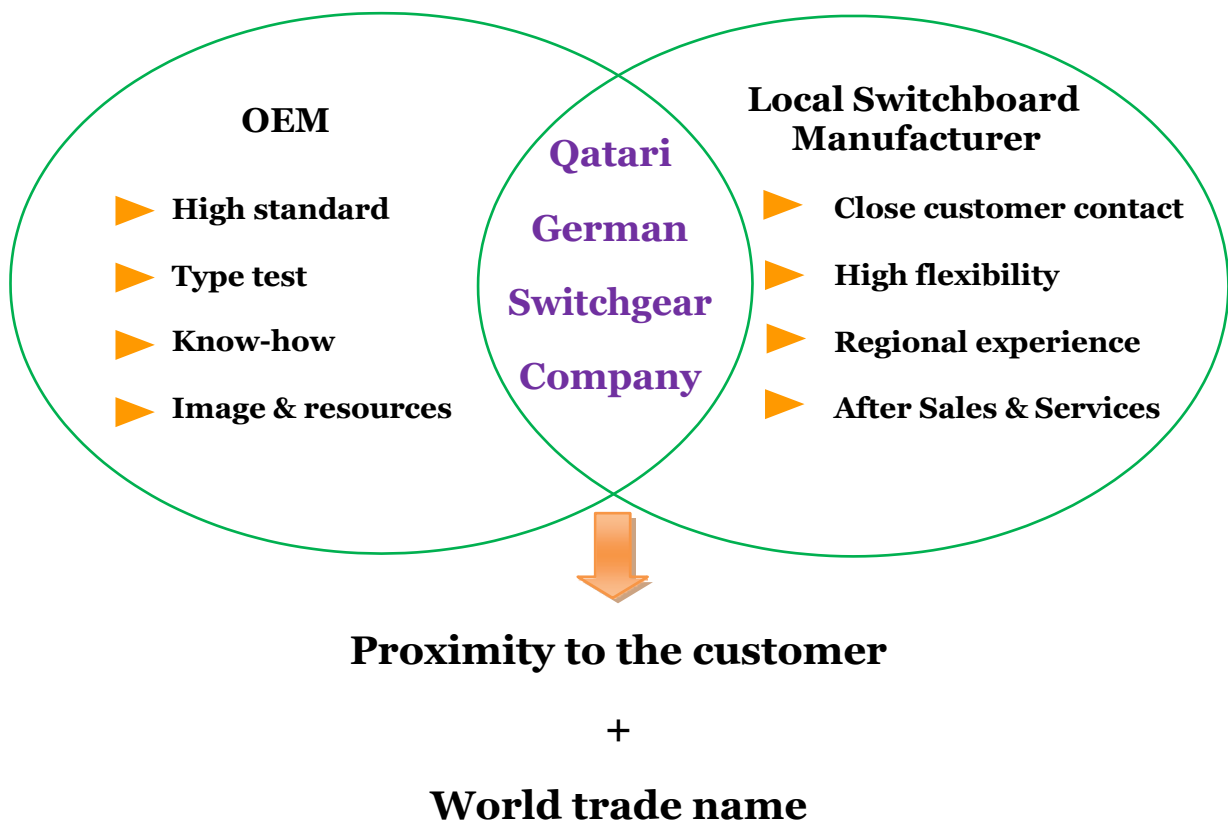 OEM
High standard
Type test
Know-how
Image & resources
Qatari
German
Switchgear
Company
Local Switchboard
Manufacturer
Close customer contact
High flexibility
Regional experience
After Sales & Services
Proximity to the customer
+
World trade name